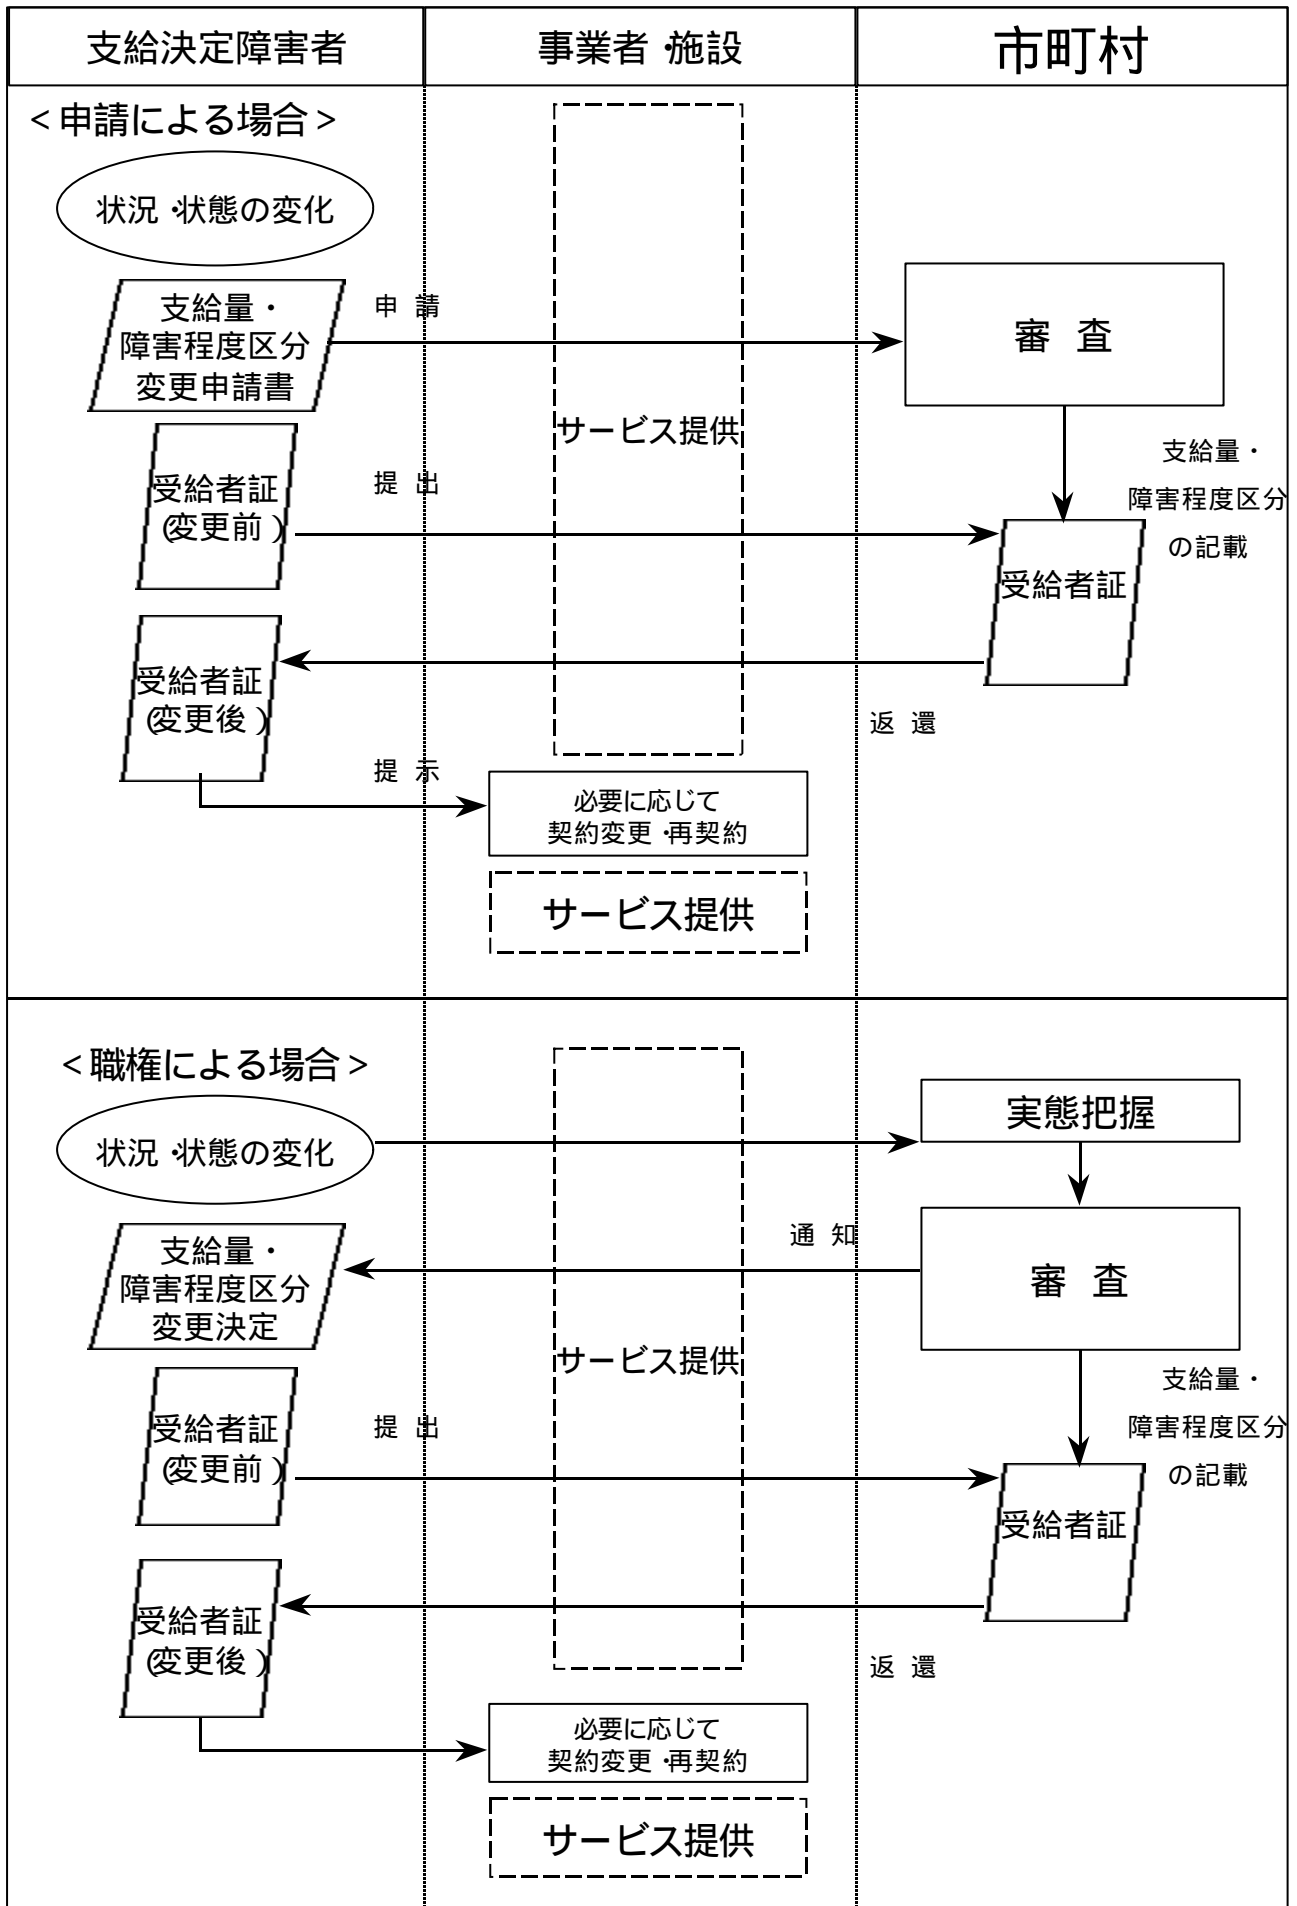 支給決定障害者
事業者・施設
市町村
<申請による場合>
状況・状態の変化
支給量・
障害程度区分
変更申請書
申 請
審 査
サービス提供
支給量・
障害程度区分
の記載
受給者証
(変更前)
提 出
受給者証
受給者証
(変更後)
返 還
提 示
必要に応じて
契約変更・再契約
サービス提供
<職権による場合>
状況・状態の変化
実態把握
通 知
審 査
支給量・
障害程度区分
変更決定
サービス提供
支給量・
障害程度区分
の記載
受給者証
(変更前)
提 出
受給者証
受給者証
(変更後)
返 還
必要に応じて
契約変更・再契約
サービス提供